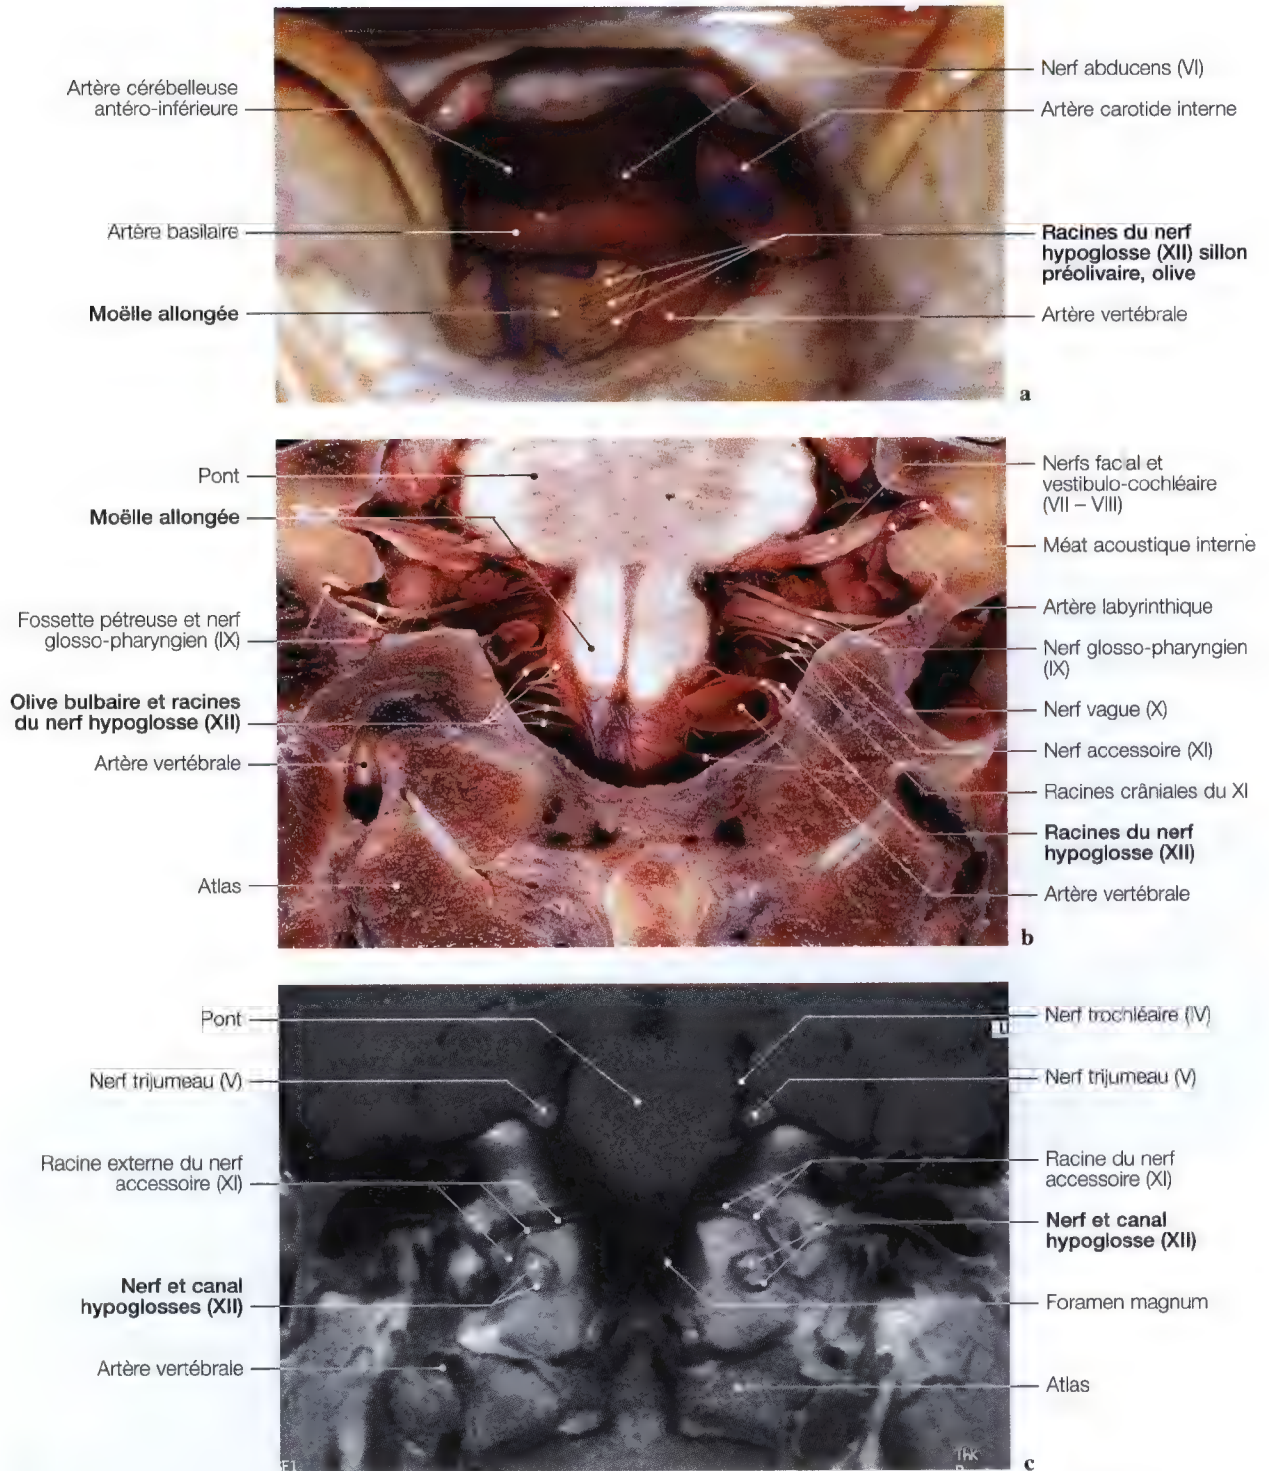 Artère cérébelleuse
antéro-inférieure
Artère basilaire
Moëlle allongée
Nerf abducens (VI)
Artère carotide interne
Racines du nerf
hypoglosse (XII) sillon
préolivaire, olive
Artère vertébrale
a
Pont
Moëlle allongée
Fossette pétreuse et nerf
glosso-pharyngien (IX)
Olive bulbaire et racines
du nerf hypoglosse (XII)
Artère vertébrale
Atlas
Nerfs facial et
vestibulo-cochléaire
(VII – VIII)
Méat acoustique interne
Artère labyrinthique
Nerf glosso-pharyngien
(IX)
Nerf vague (X)
Nerf accessoire (XI)
Racines crâniales du XI
Racines du nerf
hypoglosse (XII)
Artère vertébrale
b
Pont
Nerf trijumeau (V)
Racine externe du nerf
accessoire (XI)
Nerf et canal
hypoglosses (XII)
Artère vertébrale
Nerf trochléaire (IV)
Nerf trijumeau (V)
Racine du nerf
accessoire (XI)
Nerf et canal
hypoglosse (XII)
Foramen magnum
Atlas
c